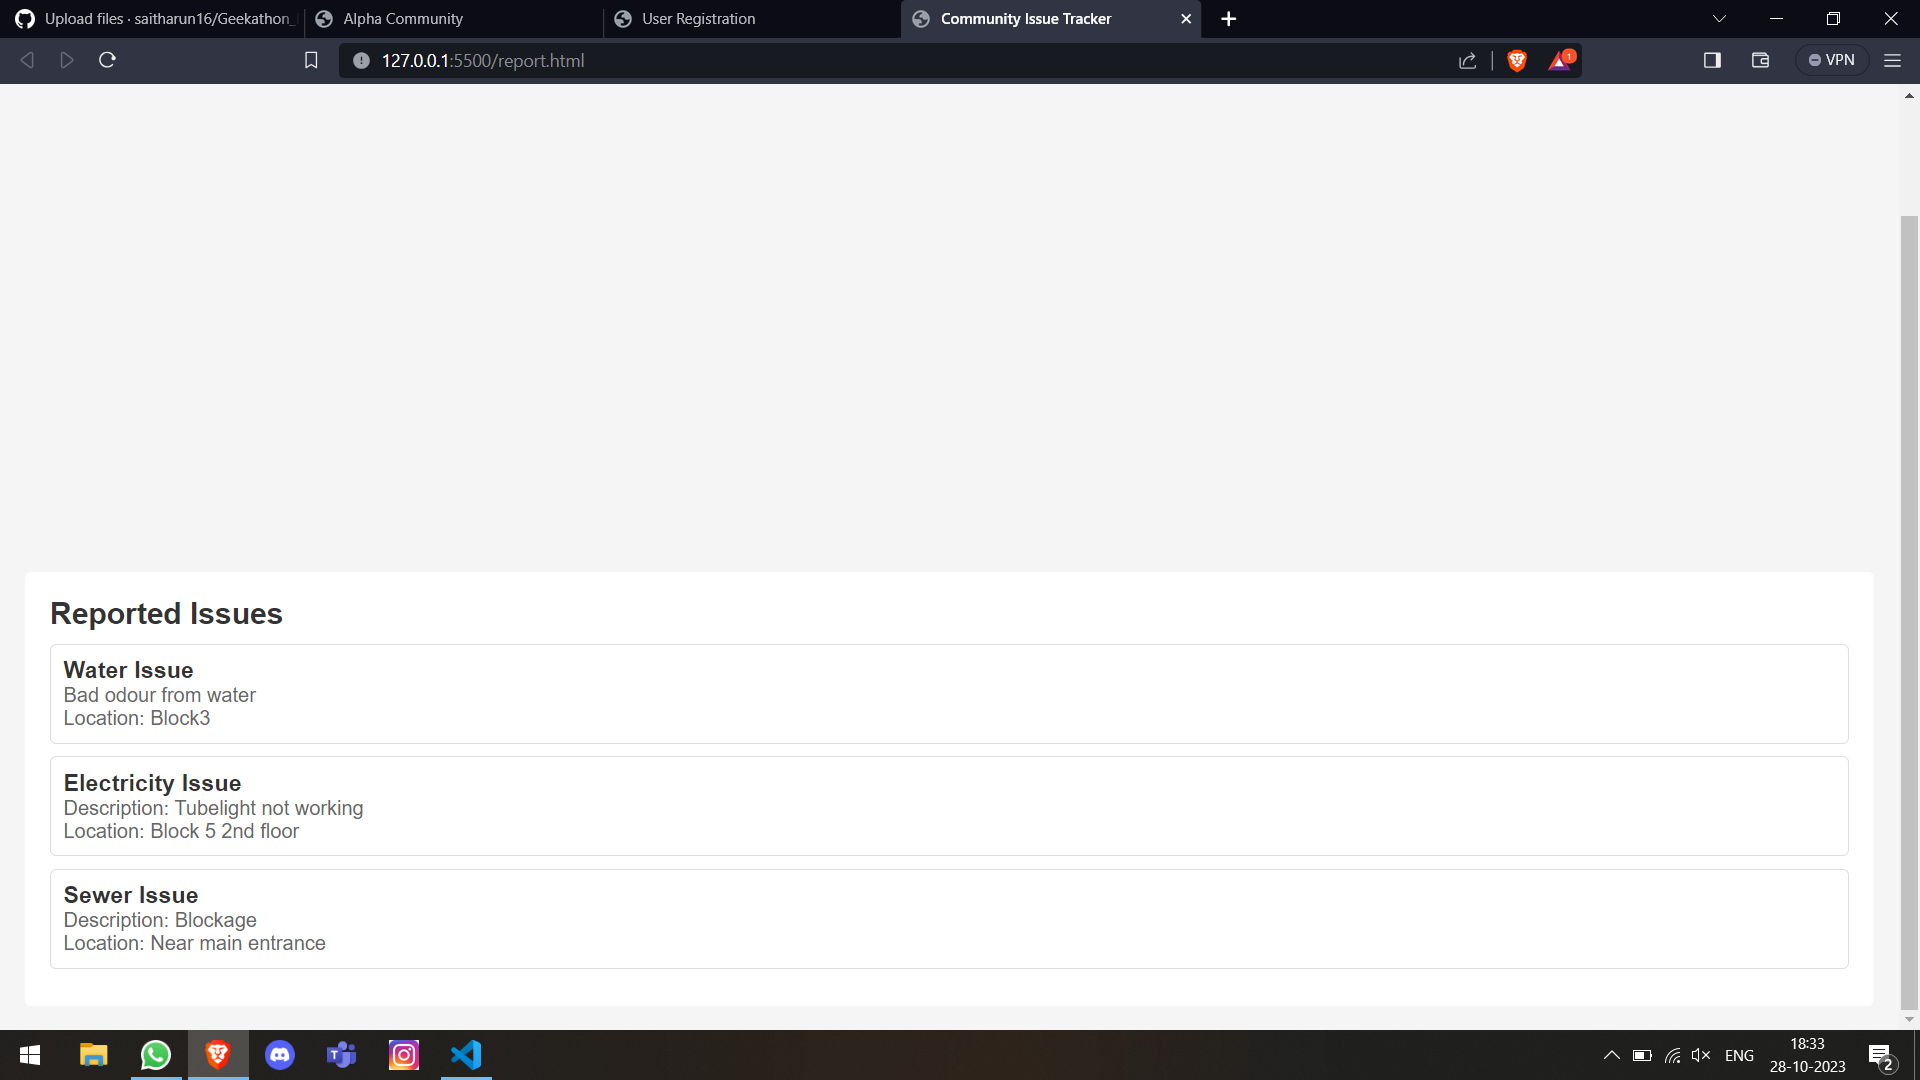 Upload files · saitharun16/Geekathon_
Alpha Community
User Registration
Community Issue Tracker
127.0.0.1:5500/report.html
1
VPN
Reported Issues
Water Issue
Bad odour from water
Location: Block3
Electricity Issue
Description: Tubelight not working
Location: Block 5 2nd floor
Sewer Issue
Description: Blockage
Location: Near main entrance
ENG
18:33
28-10-2023
2